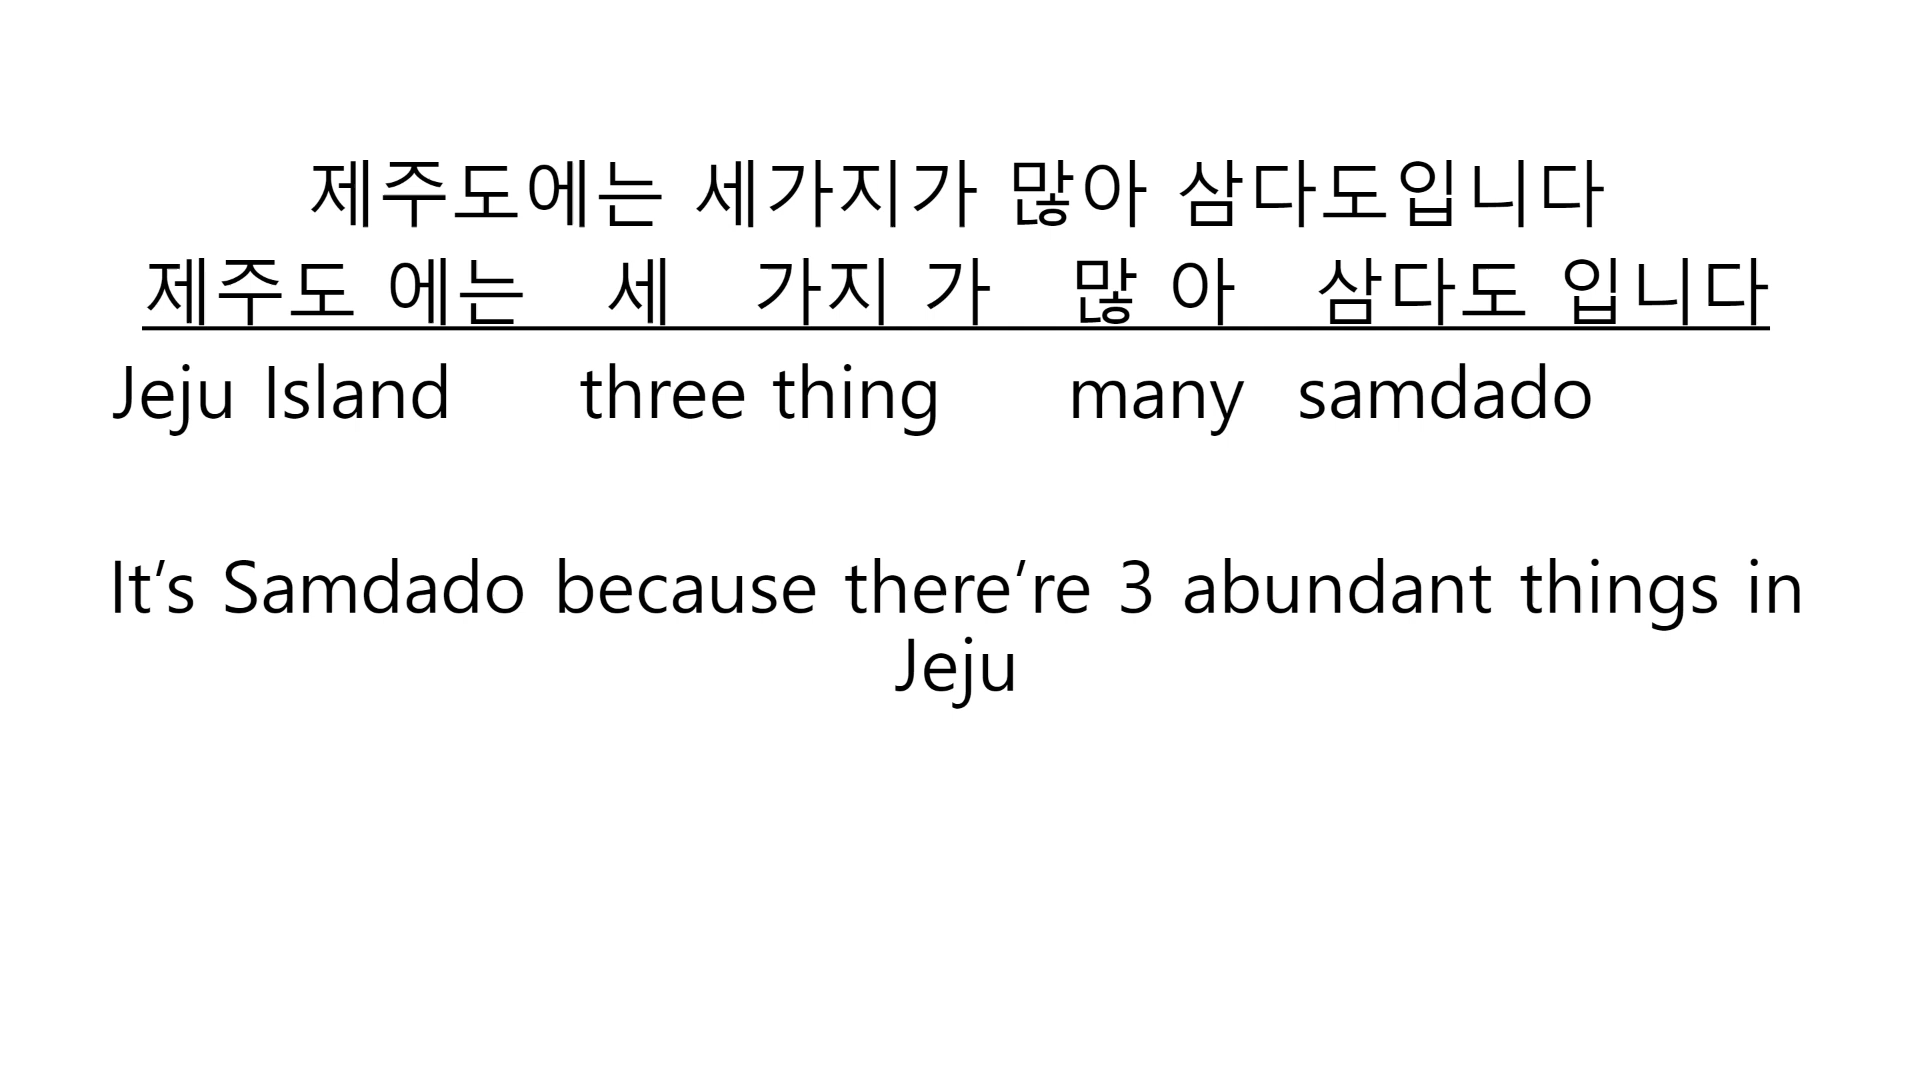 제주도에는 세가지가 많아 삼다도입니다
제주도 에는 세 가지 가 많 아 삼다도 입니다
Jeju Island three thing many samdado
It’s Samdado because there’re 3 abundant things in
Jeju